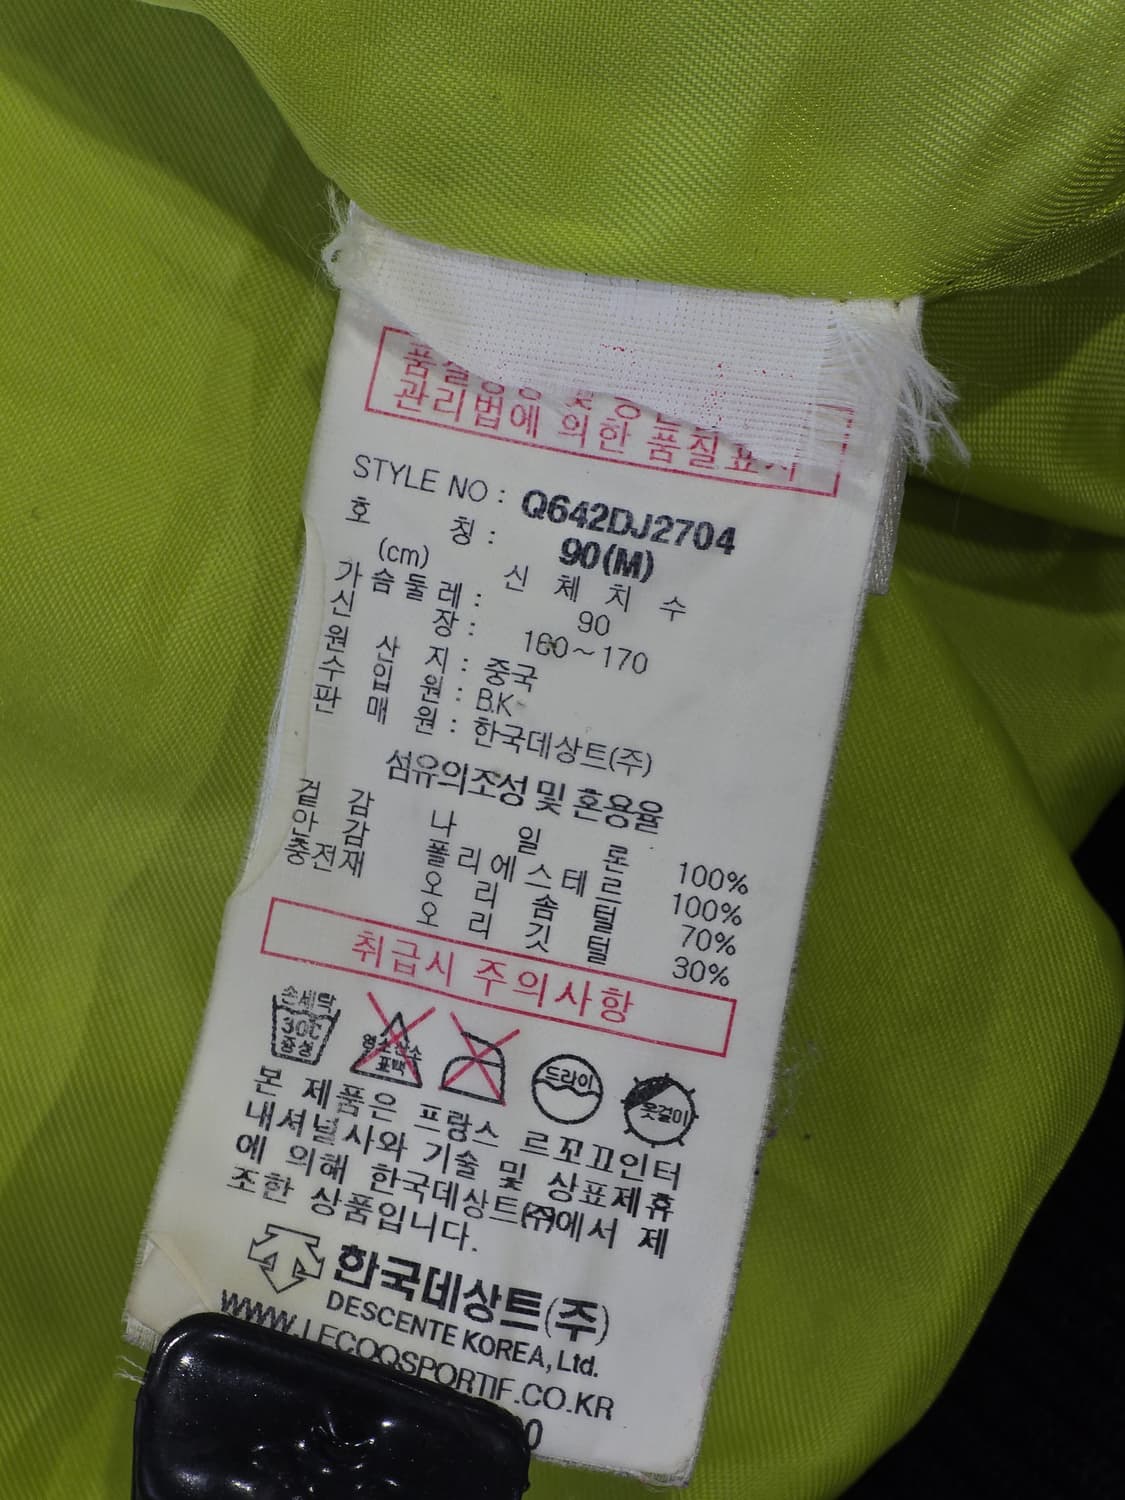 관리법에 의한 품질표시
STYLE NO : Q642DJ2704
호 칭 : 90(M)
(cm) 신 체 치 수
가슴둘레 : 90
신 장 : 160~170
원 산 지 : 중국
수 입 원 : B.K
판 매 원 : 한국데상트(주)
섬유의조성 및 혼용율
겉 감 나 일 론 100%
안 감 폴리에스테르 100%
충전재 오 리 솜 털 70%
오 리 깃 털 30%
취급시 주의사항
손세탁
30℃
중성
염소산소
표백
드라이
옷걸이
본 제품은 프랑스 르꼬끄인터
내셔널사와 기술 및 상표제휴
에 의해 한국데상트(주)에서 제
조한 상품입니다.
한국데상트(주)
DESCENTE KOREA, Ltd.
WWW.LECOQSPORTIF.CO.KR